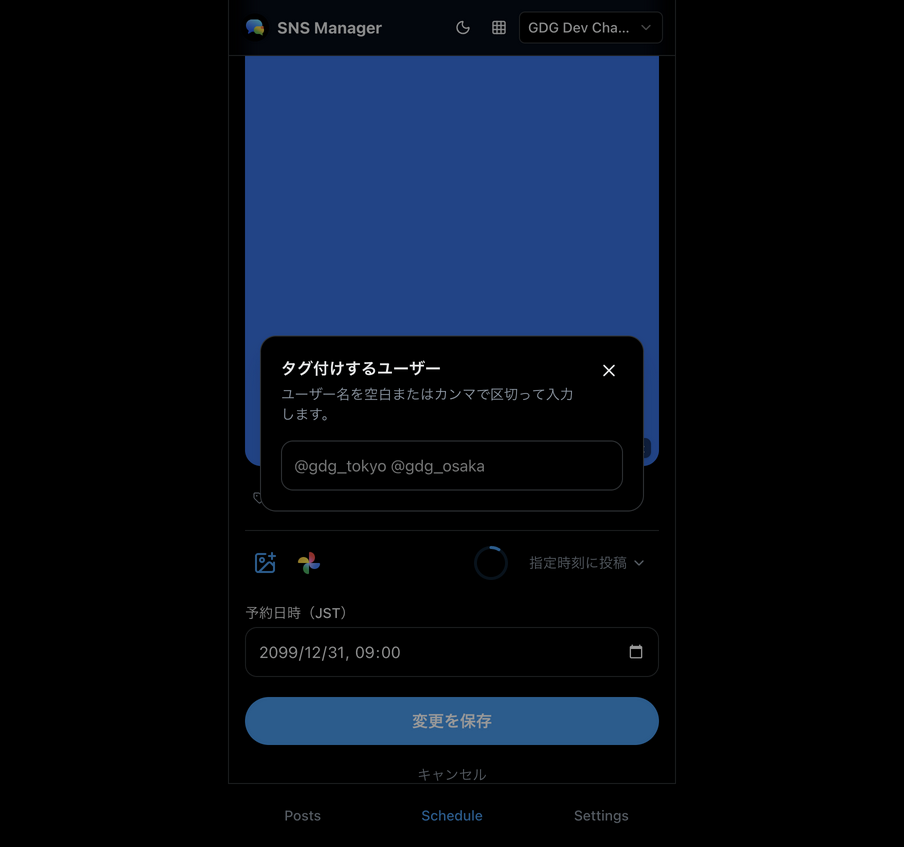 SNS Manager
GDG Dev Cha...
タグ付けするユーザー
ユーザー名を空白またはカンマで区切って入力
します。
@gdg_tokyo @gdg_osaka
指定時刻に投稿
予約日時（JST）
2099/12/31, 09:00
変更を保存
キャンセル
Posts
Schedule
Settings